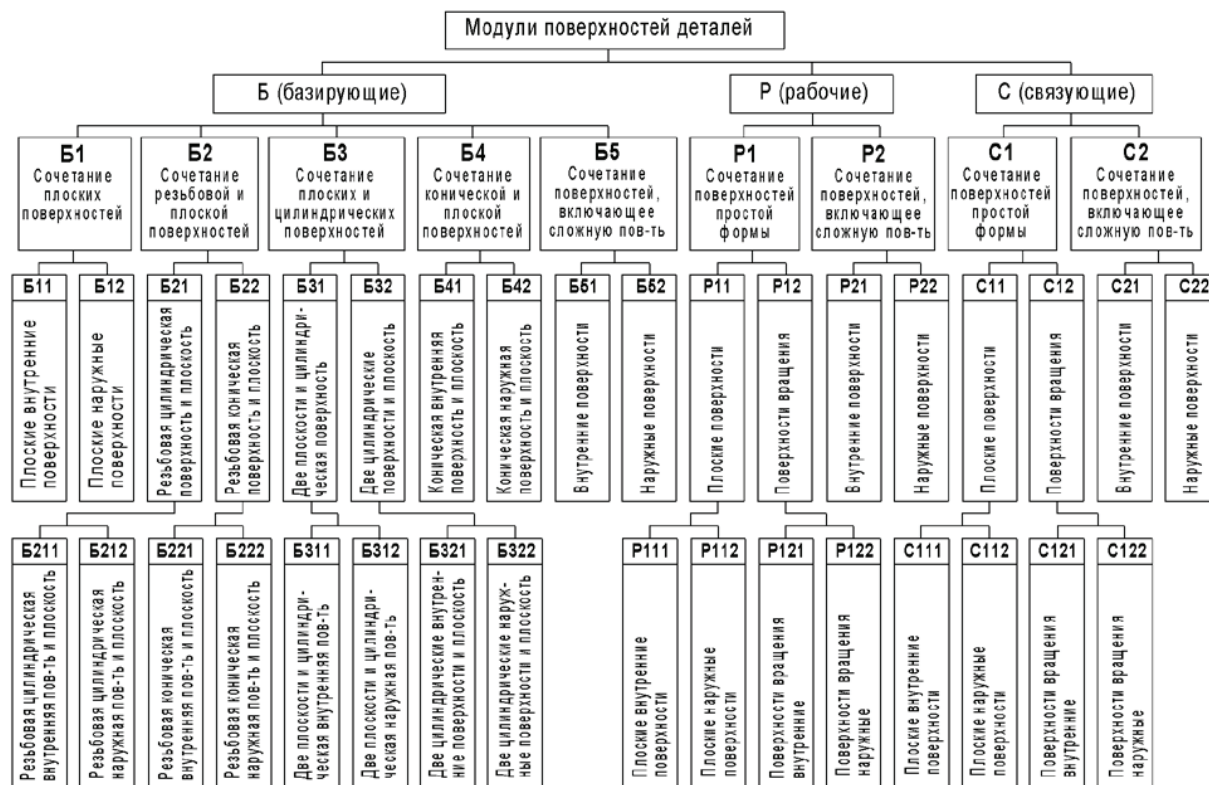 Модули поверхностей деталей
Б (базирующие)
Р (рабочие)
С (связующие)
Б1
Сочетание
плоских
поверхностей
Б2
Сочетание
резьбовой и
плоской
поверхностей
Б3
Сочетание
плоских и
цилиндрических
поверхностей
Б4
Сочетание
конической и
плоской
поверхностей
Б5
Сочетание
поверхностей,
включающее
сложную пов-ть
Р1
Сочетание
поверхностей
простой
формы
Р2
Сочетание
поверхностей,
включающее
сложную пов-ть
С1
Сочетание
поверхностей
простой
формы
С2
Сочетание
поверхностей,
включающее
сложную пов-ть
Б11
Плоские внутренние
поверхности
Б12
Плоские наружные
поверхности
Б21
Резьбовая цилиндрическая
поверхность и плоскость
Б22
Резьбовая коническая
поверхность и плоскость
Б31
Две плоскости и цилиндри-
ческая поверхность
Б32
Две цилиндрические
поверхности и плоскость
Б41
Коническая внутренняя
поверхность и плоскость
Б42
Коническая наружная
поверхность и плоскость
Б51
Внутренние поверхности
Б52
Наружные поверхности
Р11
Плоские поверхности
Р12
Поверхности вращения
Р21
Внутренние поверхности
Р22
Наружные поверхности
С11
Плоские поверхности
С12
Поверхности вращения
С21
Внутренние поверхности
С22
Наружные поверхности
Б211
Резьбовая цилиндрическая
внутренняя пов-ть и плоскость
Б212
Резьбовая цилиндрическая
наружная пов-ть и плоскость
Б221
Резьбовая коническая
внутренняя пов-ть и плоскость
Б222
Резьбовая коническая
наружная пов-ть и плоскость
Б311
Две плоскости и цилиндри-
ческая внутренняя пов-ть
Б312
Две плоскости и цилиндри-
ческая наружная пов-ть
Б321
Две цилиндрические внутрен-
ние поверхности и плоскость
Б322
Две цилиндрические наруж-
ные поверхности и плоскость
Р111
Плоские внутренние
поверхности
Р112
Плоские наружные
поверхности
Р121
Поверхности вращения
внутренние
Р122
Поверхности вращения
наружные
С111
Плоские внутренние
поверхности
С112
Плоские наружные
поверхности
С121
Поверхности вращения
внутренние
С122
Поверхности вращения
наружные